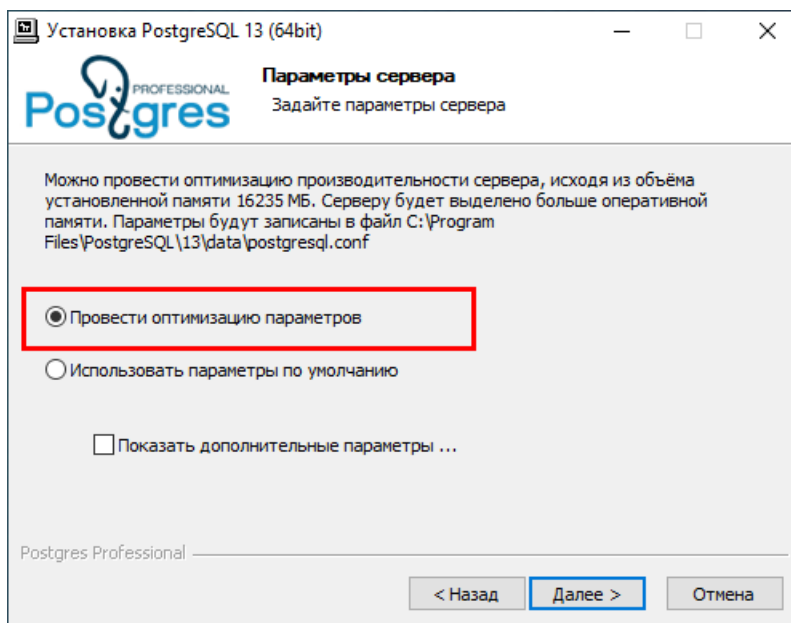 Установка PostgreSQL 13 (64bit)
PROFESSIONAL
Postgres
Параметры сервера
Задайте параметры сервера
Можно провести оптимизацию производительности сервера, исходя из объёма
установленной памяти 16235 МБ. Серверу будет выделено больше оперативной
памяти. Параметры будут записаны в файл C:\Program
Files\PostgreSQL\13\data\postgresql.conf
Провести оптимизацию параметров
Использовать параметры по умолчанию
Показать дополнительные параметры ...
Postgres Professional
< Назад
Далее >
Отмена